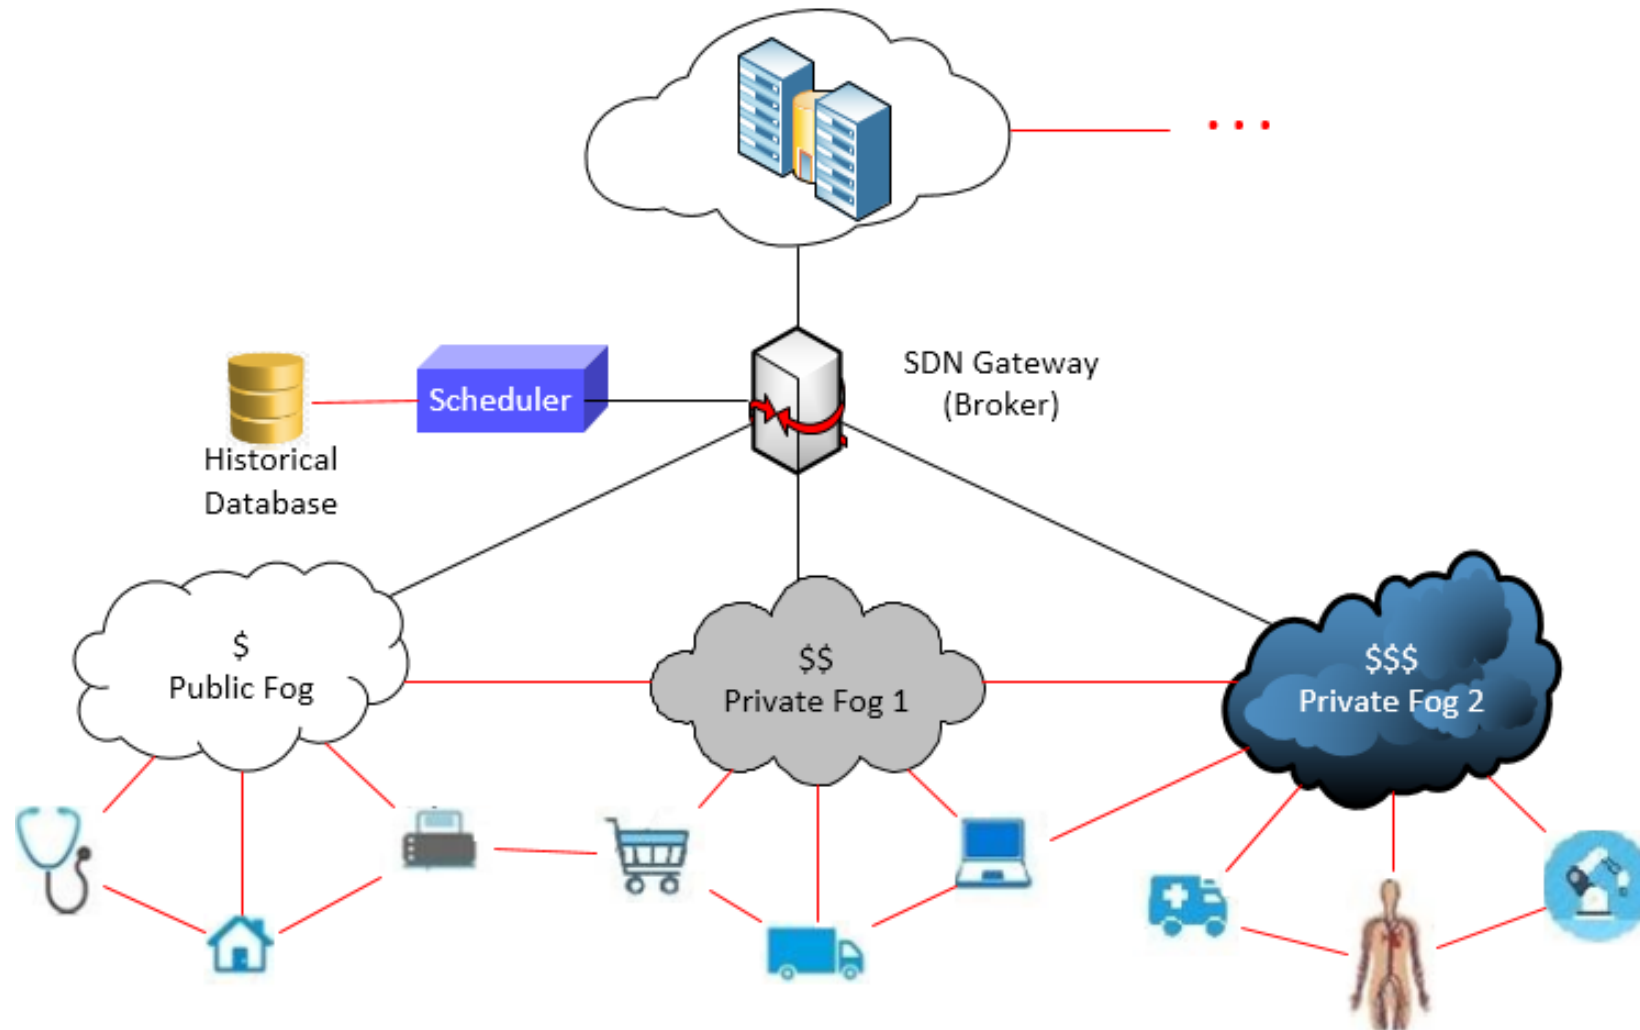 ...
SDN Gateway
(Broker)
Scheduler
Historical
Database
$
Public Fog
$$
Private Fog 1
$$$
Private Fog 2